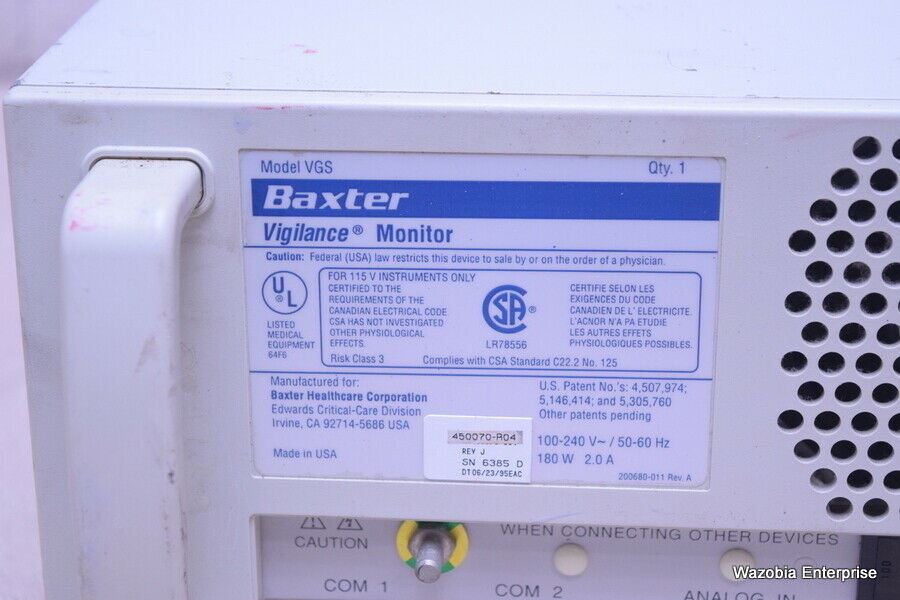 Model VGS
Qty. 1
Baxter
Vigilance® Monitor
Caution: Federal (USA) law restricts this device to sale by or on the order of a physician.
UL®
LISTED
MEDICAL
EQUIPMENT
64F6
FOR 115 V INSTRUMENTS ONLY
CERTIFIED TO THE
REQUIREMENTS OF THE
CANADIAN ELECTRICAL CODE.
CSA HAS NOT INVESTIGATED
OTHER PHYSIOLOGICAL
EFFECTS.
CSA®
LR78556
CERTIFIE SELON LES
EXIGENCES DU CODE
CANADIEN DE L' ELECTRICITE.
L'ACNOR N'A PA ETUDIE
LES AUTRES EFFETS
PHYSIOLOGIQUES POSSIBLES.
Risk Class 3
Complies with CSA Standard C22.2 No. 125
Manufactured for:
Baxter Healthcare Corporation
Edwards Critical-Care Division
Irvine, CA 92714-5686 USA
Made in USA
U.S. Patent No.'s: 4,507,974;
5,146,414; and 5,305,760
Other patents pending
450070-R04
REV J
SN 6385 D
DT06/23/95EAC
100-240 V~ / 50-60 Hz
180 W 2.0 A
200680-011 Rev. A
CAUTION
WHEN CONNECTING OTHER DEVICES
COM 1
COM 2
ANALOG IN
Wazobia Enterprise